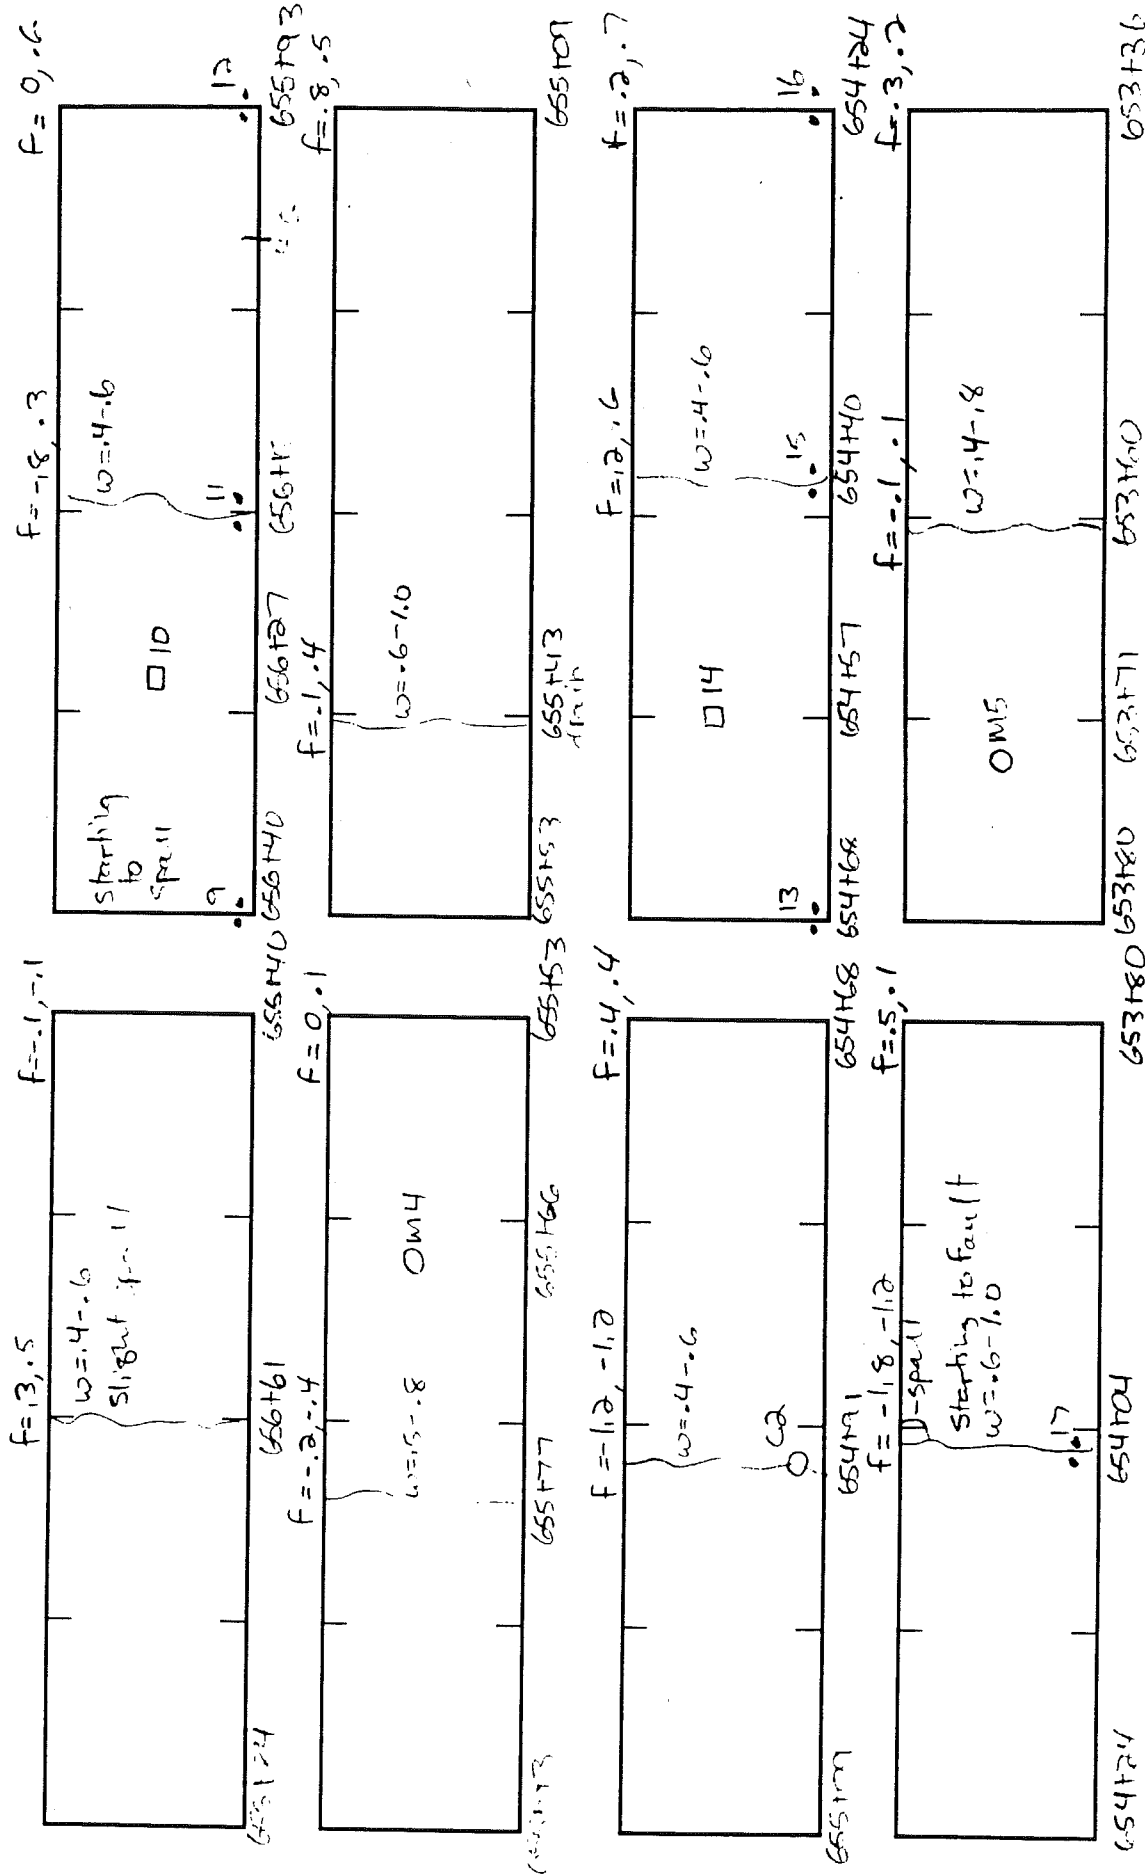 f=.3,.5
f=-.1,-.1
w=.4-.6
slight
656+61
656+40
f=-.8,.3
F=0,.6
starting
to
spall
w=.4-.6
9
□10
11
12
656+40
656+27
655+93
f=-.2,-.4
f=0,.1
OM4
655+77
655+66
655+53
f=.1,.4
f=.8,.5
w=.6-1.0
655+53
655+43
655+09
f=-1.2,-1.2
f=.4,.4
w=.4-.6
C2
655+09
654+91
654+68
f=.2,.6
f=.2,.7
w=.4-.6
13
□14
15
16
654+68
654+57
654+40
654+24
f=-1.8,-1.2
f=.5,.1
-spall
Starting to fault
w=.6-1.0
17
654+24
654+04
653+80
f=-.1,.1
f=.3,.2
w=.4-.8
OM5
653+80
653+71
653+60
653+36